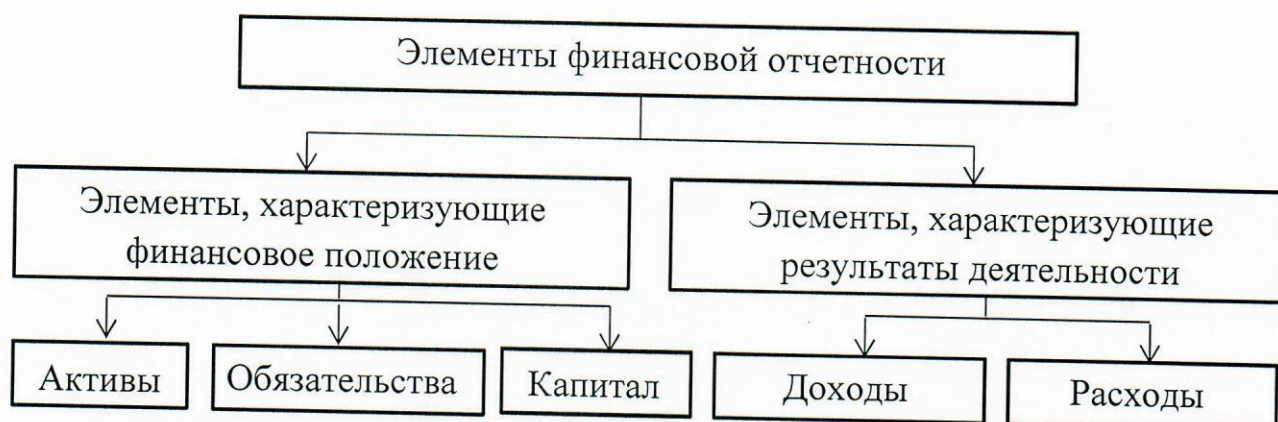 Элементы финансовой отчетности
Элементы, характеризующие
финансовое положение
Элементы, характеризующие
результаты деятельности
Активы
Обязательства
Капитал
Доходы
Расходы